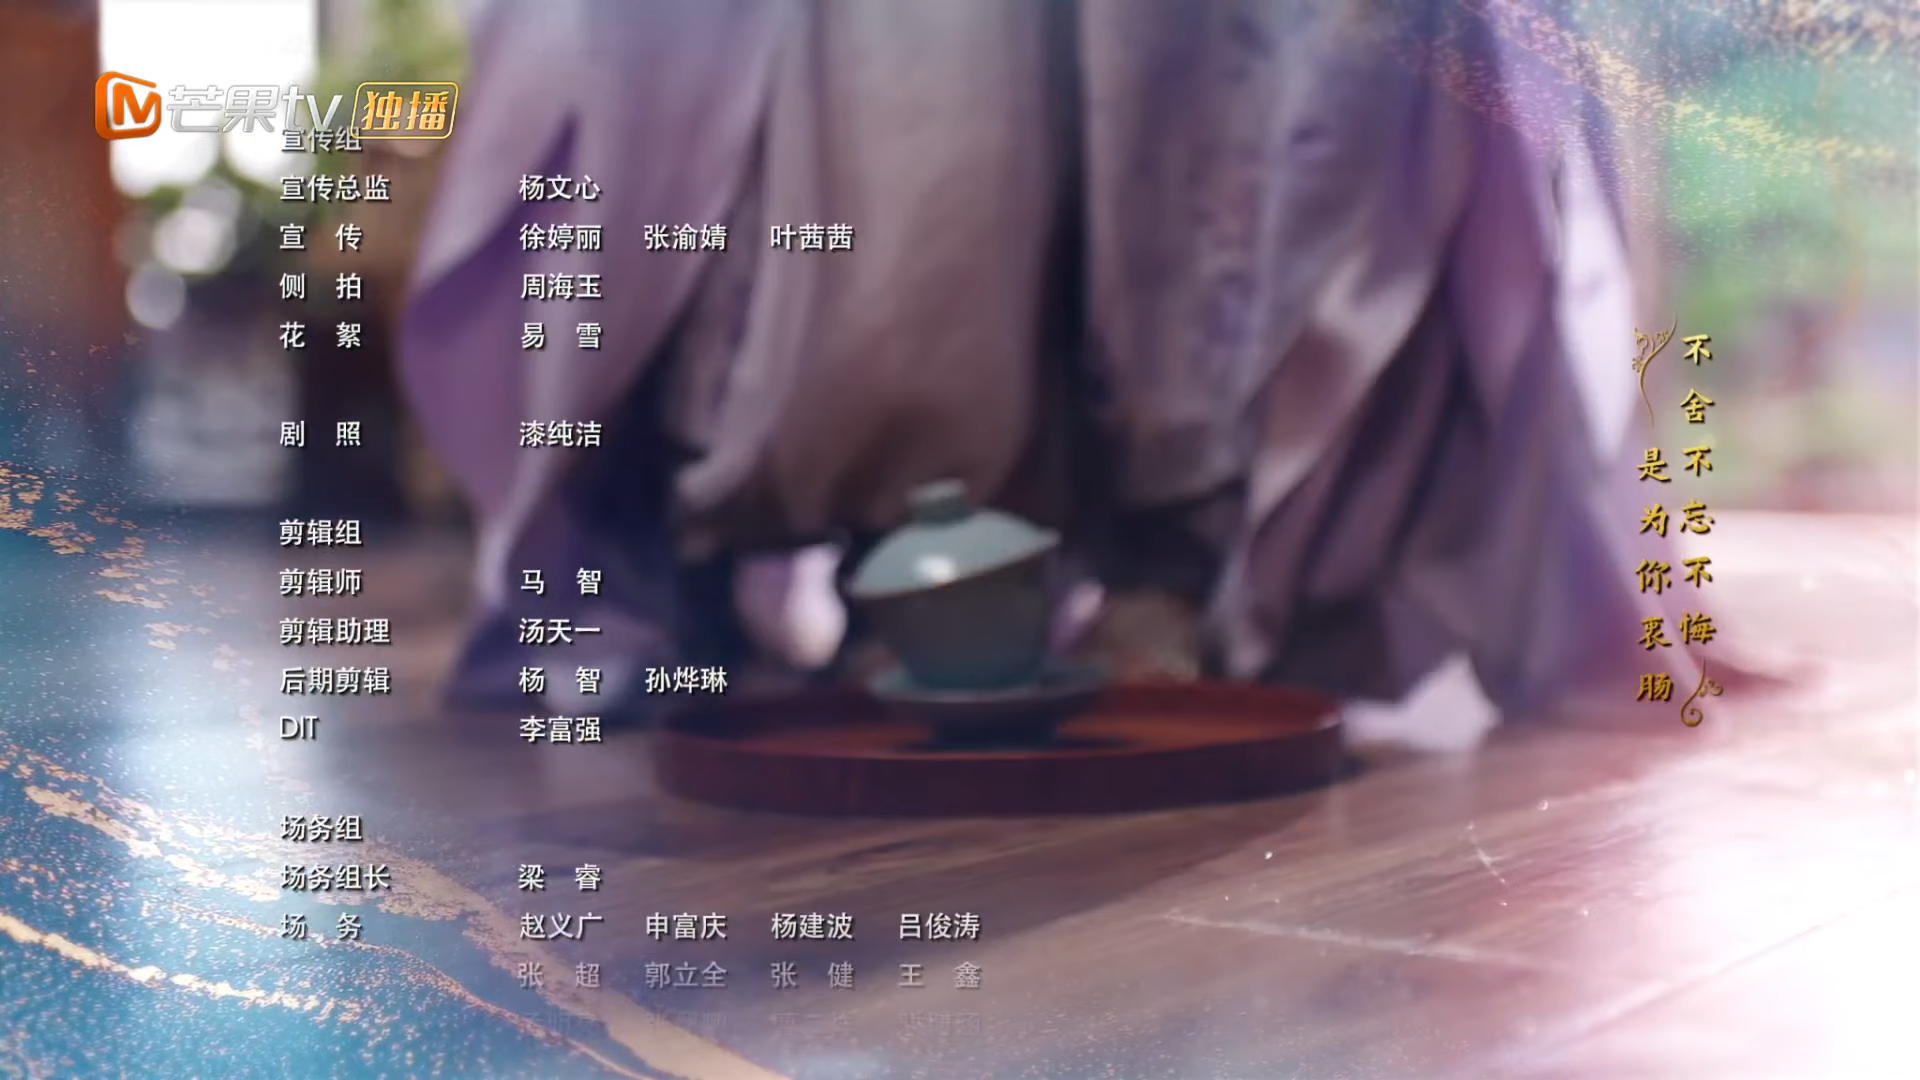 芒果tv 独播
宣传组
宣传总监 杨文心
宣 传 徐婷丽 张渝婧 叶茜茜
侧 拍 周海玉
花 絮 易 雪
剧 照 漆纯洁
剪辑组
剪辑师 马 智
剪辑助理 汤天一
后期剪辑 杨 智 孙烨琳
DIT 李富强
场务组
场务组长 梁 睿
场 务 赵义广 申富庆 杨建波 吕俊涛
张 超 郭立全 张 健 王 鑫
不舍不忘不悔
是为你衷肠